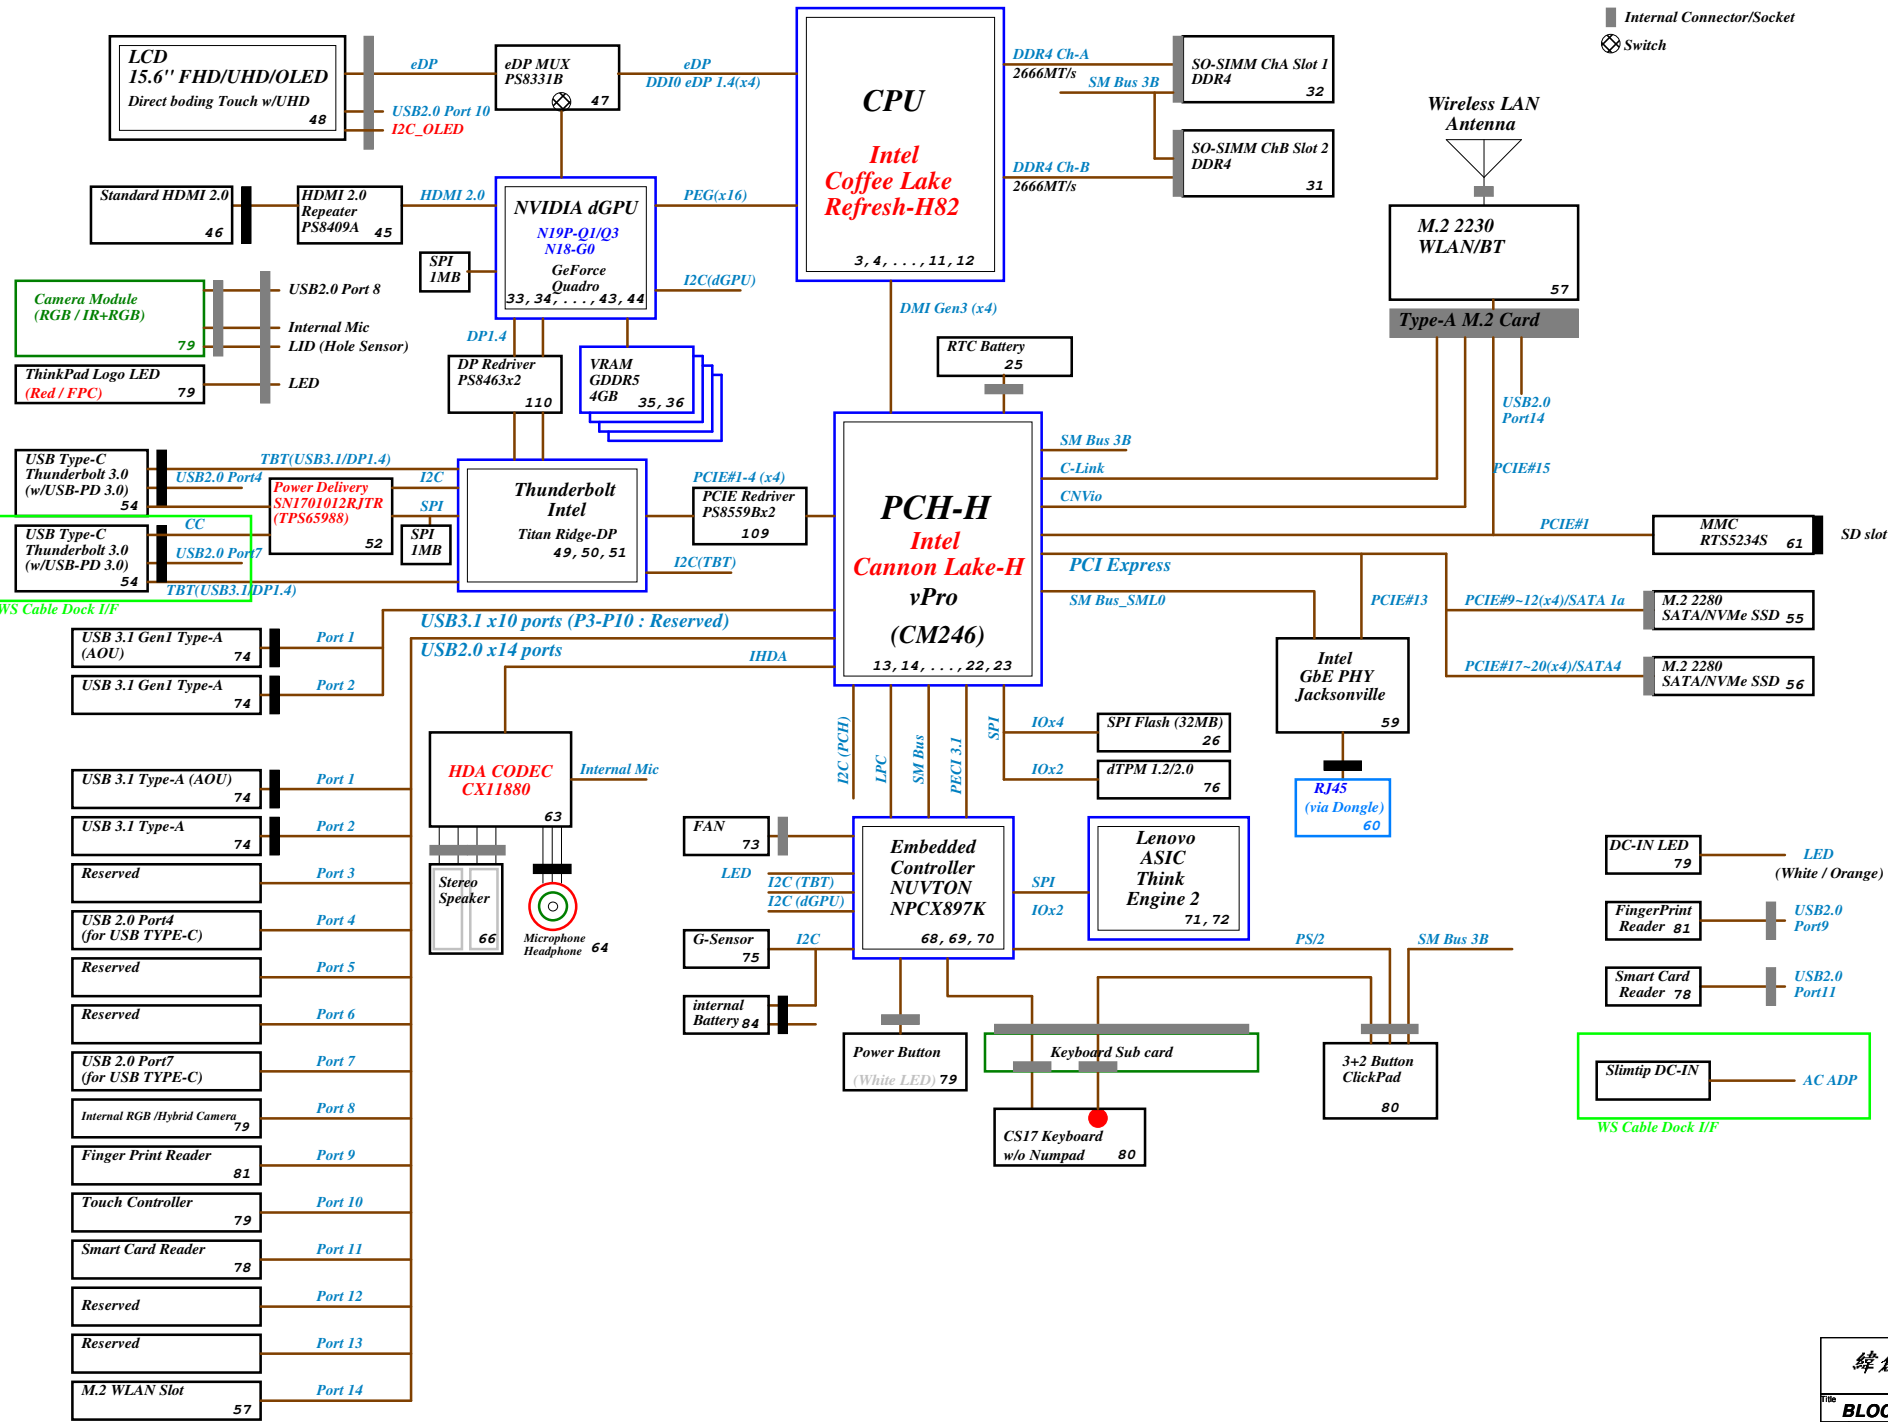 Internal Connector/Socket
Switch
LCD
15.6'' FHD/UHD/OLED
Direct boding Touch w/UHD
48
eDP
USB2.0 Port 10
I2C_OLED
eDP MUX
PS8331B
47
eDP
DDI0 eDP 1.4(x4)
CPU
Intel
Coffee Lake
Refresh-H82
3,4,...,11,12
DDR4 Ch-A
2666MT/s
SM Bus 3B
SO-SIMM ChA Slot 1
DDR4
32
DDR4 Ch-B
2666MT/s
SO-SIMM ChB Slot 2
DDR4
31
Wireless LAN
Antenna
M.2 2230
WLAN/BT
57
Type-A M.2 Card
USB2.0
Port14
PCIE#15
Standard HDMI 2.0
46
HDMI 2.0
Repeater
PS8409A
45
HDMI 2.0
NVIDIA dGPU
N19P-Q1/Q3
N18-G0
GeForce
Quadro
33,34,...,43,44
PEG(x16)
I2C(dGPU)
SPI
1MB
Camera Module
(RGB / IR+RGB)
79
USB2.0 Port 8
Internal Mic
LID (Hole Sensor)
ThinkPad Logo LED
(Red / FPC)
79
LED
DP1.4
DP Redriver
PS8463x2
110
VRAM
GDDR5
4GB
35,36
DMI Gen3 (x4)
RTC Battery
25
USB Type-C
Thunderbolt 3.0
(w/USB-PD 3.0)
54
TBT(USB3.1/DP1.4)
USB2.0 Port4
Power Delivery
SN1701012RJTR
(TPS65988)
52
I2C
SPI
SPI
1MB
CC
USB Type-C
Thunderbolt 3.0
(w/USB-PD 3.0)
54
USB2.0 Port7
TBT(USB3.1/DP1.4)
WS Cable Dock I/F
Thunderbolt
Intel
Titan Ridge-DP
49,50,51
I2C(TBT)
PCIE#1-4 (x4)
PCIE Redriver
PS8559Bx2
109
PCH-H
Intel
Cannon Lake-H
vPro
(CM246)
13,14,...,22,23
SM Bus 3B
C-Link
CNVio
PCIE#1
MMC
RTS5234S
61
SD slot
PCI Express
SM Bus_SML0
PCIE#13
PCIE#9~12(x4)/SATA 1a
M.2 2280
SATA/NVMe SSD
55
PCIE#17~20(x4)/SATA4
M.2 2280
SATA/NVMe SSD
56
Intel
GbE PHY
Jacksonville
59
RJ45
(via Dongle)
60
USB3.1 x10 ports (P3-P10 : Reserved)
USB2.0 x14 ports
IHDA
USB 3.1 Gen1 Type-A
(AOU)
74
Port 1
USB 3.1 Gen1 Type-A
74
Port 2
I2C (PCH)
LPC
SM Bus
PECI 3.1
SPI
IOx4
SPI Flash (32MB)
26
IOx2
dTPM 1.2/2.0
76
HDA CODEC
CX11880
63
Internal Mic
Stereo
Speaker
66
Microphone
Headphone
64
FAN
73
LED
I2C (TBT)
I2C (dGPU)
G-Sensor
75
I2C
internal
Battery
84
Embedded
Controller
NUVTON
NPCX897K
68,69,70
SPI
IOx2
Lenovo
ASIC
Think
Engine 2
71,72
PS/2
SM Bus 3B
Power Button
(White LED)
79
Keyboard Sub card
CS17 Keyboard
w/o Numpad
80
3+2 Button
ClickPad
80
DC-IN LED
79
LED
(White / Orange)
FingerPrint
Reader
81
USB2.0
Port9
Smart Card
Reader
78
USB2.0
Port11
Slimtip DC-IN
AC ADP
WS Cable Dock I/F
USB 3.1 Type-A (AOU)
74
Port 1
USB 3.1 Type-A
74
Port 2
Reserved
Port 3
USB 2.0 Port4
(for USB TYPE-C)
Port 4
Reserved
Port 5
Reserved
Port 6
USB 2.0 Port7
(for USB TYPE-C)
Port 7
Internal RGB /Hybrid Camera
79
Port 8
Finger Print Reader
81
Port 9
Touch Controller
79
Port 10
Smart Card Reader
78
Port 11
Reserved
Port 12
Reserved
Port 13
M.2 WLAN Slot
57
Port 14
緯
Title